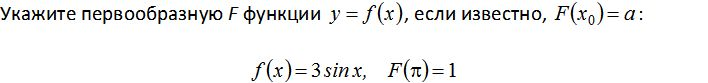 Укажите первообразную F функции y = f(x), если известно, F(x₀) = a:
f(x) = 3 sin x, F(π) = 1